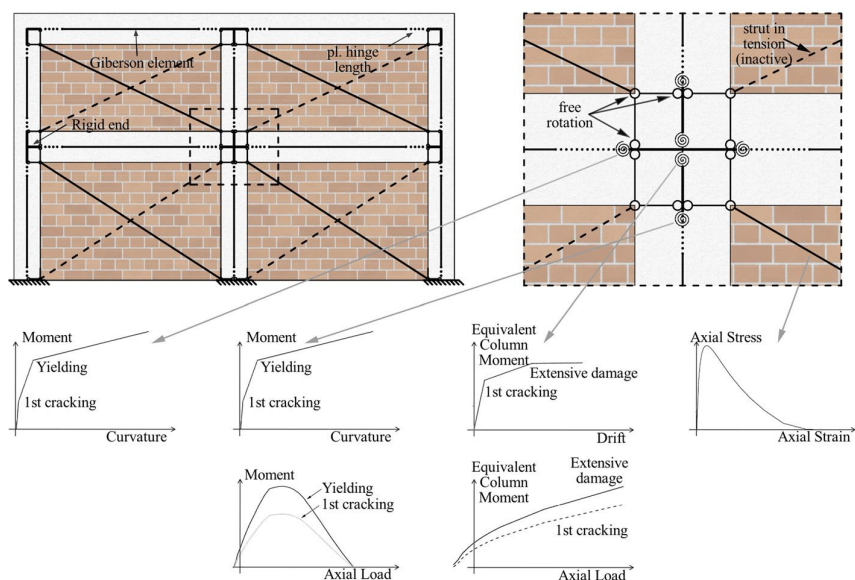 Giberson element
pl. hinge
length
Rigid end
strut in
tension
(inactive)
free
rotation
Moment
Yielding
1st cracking
Curvature
Moment
Yielding
1st cracking
Curvature
Equivalent
Column
Moment
Extensive damage
1st cracking
Drift
Axial Stress
Axial Strain
Moment
Yielding
1st cracking
Axial Load
Equivalent
Column
Moment
Extensive
damage
1st cracking
Axial Load